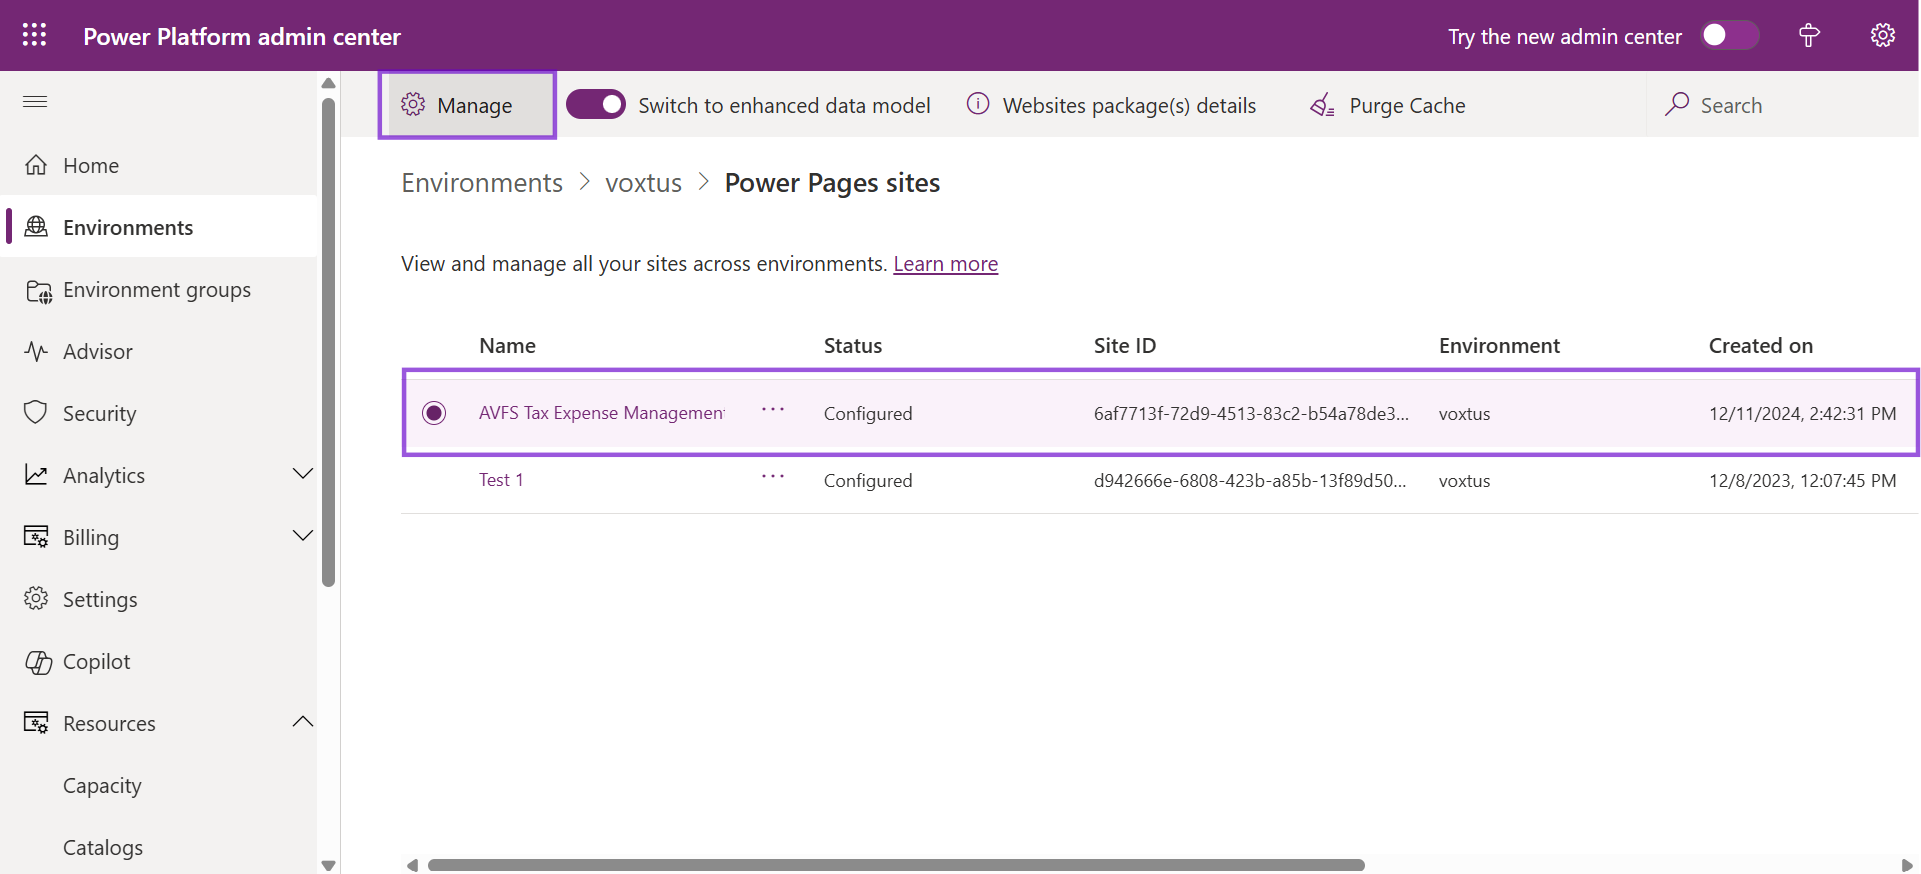 Power Platform admin center
Try the new admin center
Manage
Switch to enhanced data model
Websites package(s) details
Purge Cache
Search
Home
Environments
Environment groups
Advisor
Security
Analytics
Billing
Settings
Copilot
Resources
Capacity
Catalogs
Environments > voxtus > Power Pages sites
View and manage all your sites across environments. Learn more
Name Status Site ID Environment Created on
AVFS Tax Expense Management ... Configured 6af7713f-72d9-4513-83c2-b54a78de3... voxtus 12/11/2024, 2:42:31 PM
Test 1 ... Configured d942666e-6808-423b-a85b-13f89d50... voxtus 12/8/2023, 12:07:45 PM